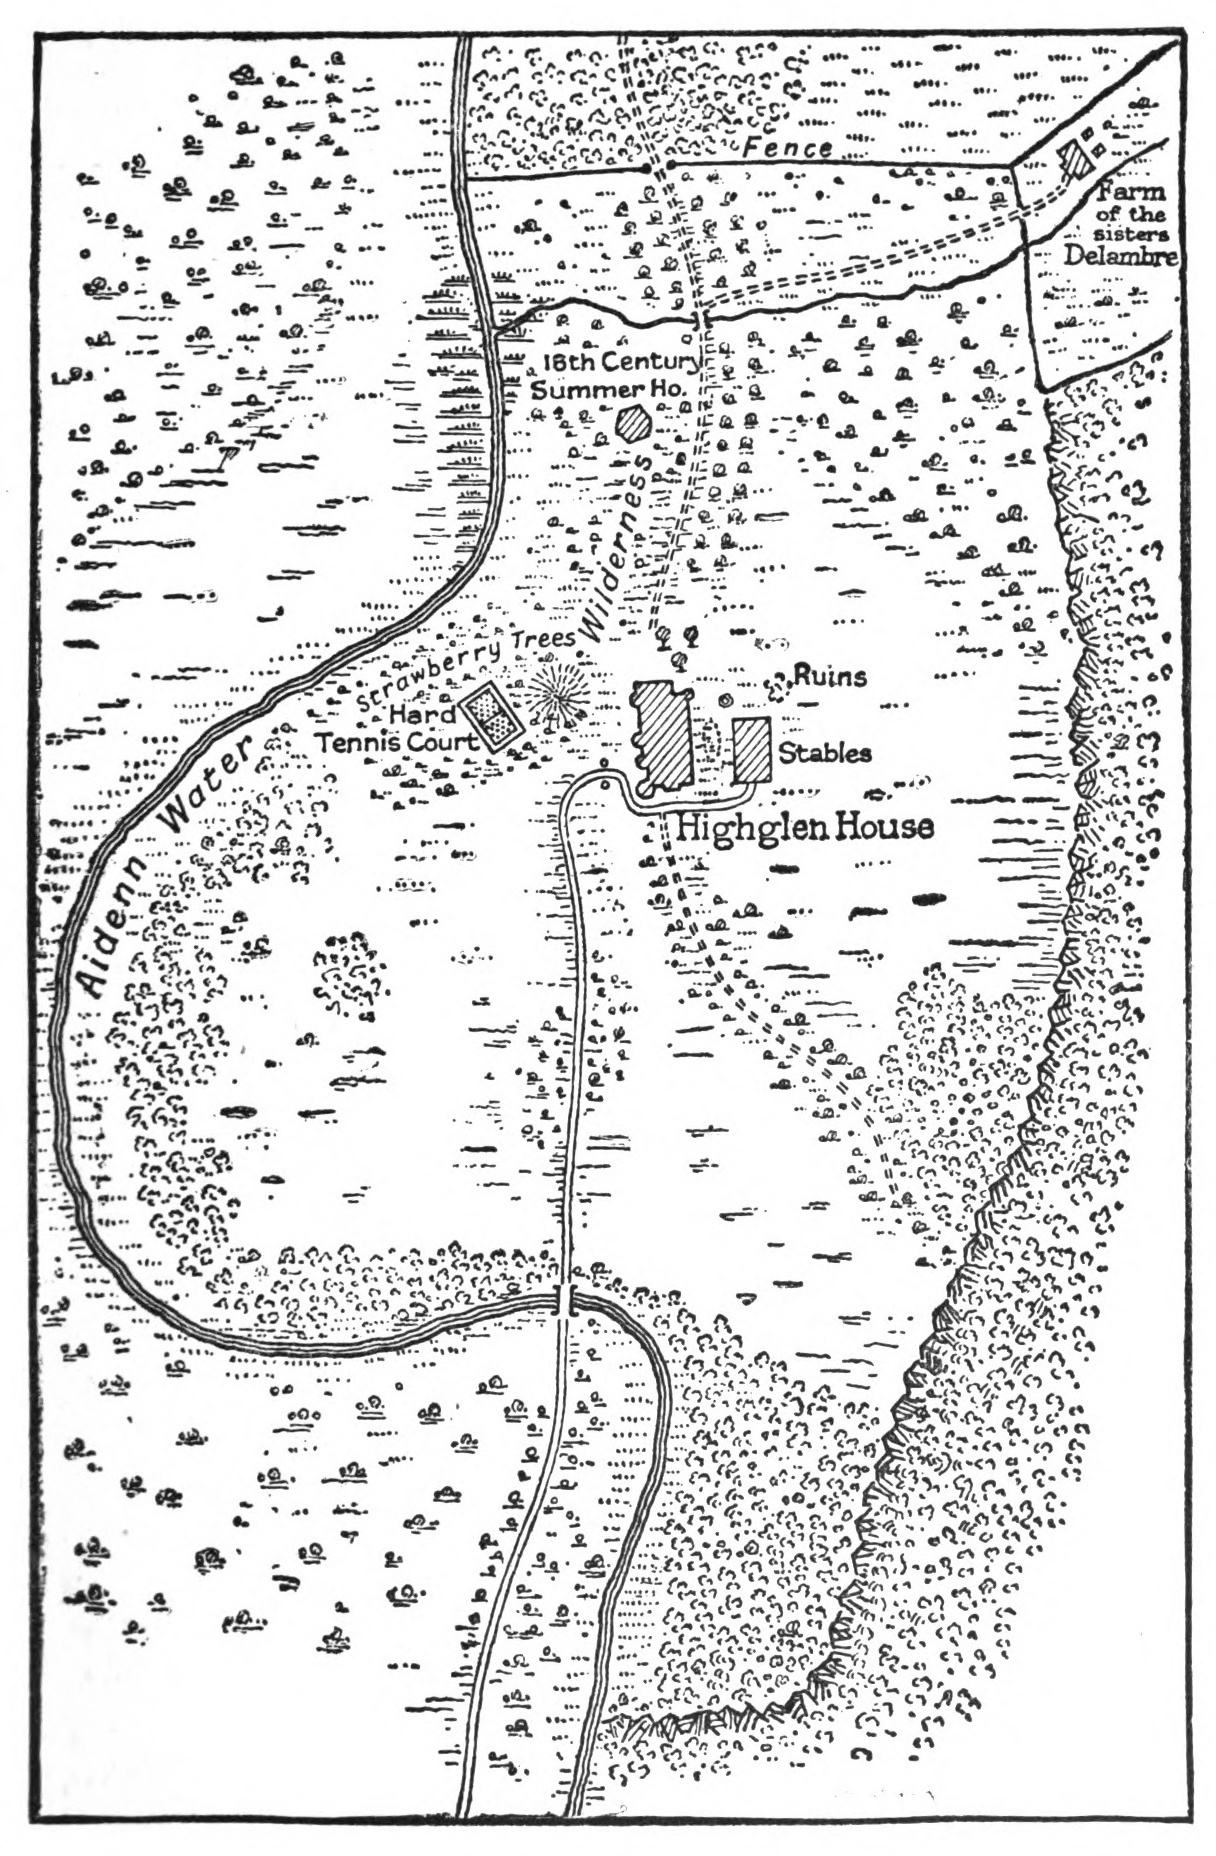 Fence
Farm
of the
sisters
Delambre
18th Century
Summer Ho.
Wilderness
Strawberry Trees
Hard
Tennis Court
Ruins
Stables
Highglen House
Aidenn Water